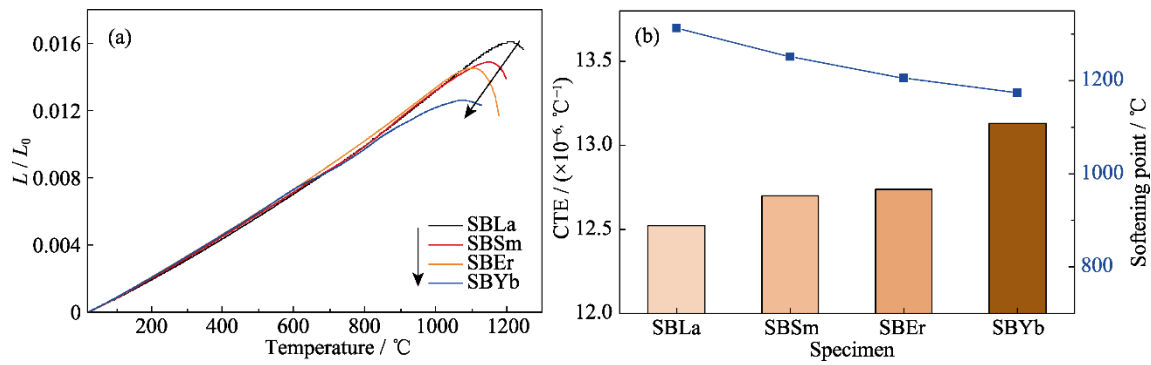 (a)
0.016
0.012
0.008
0.004
0
L / L0
200 400 600 800 1000 1200
Temperature / ℃
SBLa
SBSm
SBEr
SBYb
(b)
13.5
13.0
12.5
12.0
CTE / (×10⁻⁶, ℃⁻¹)
1200
1000
800
Softening point / ℃
SBLa SBSm SBEr SBYb
Specimen